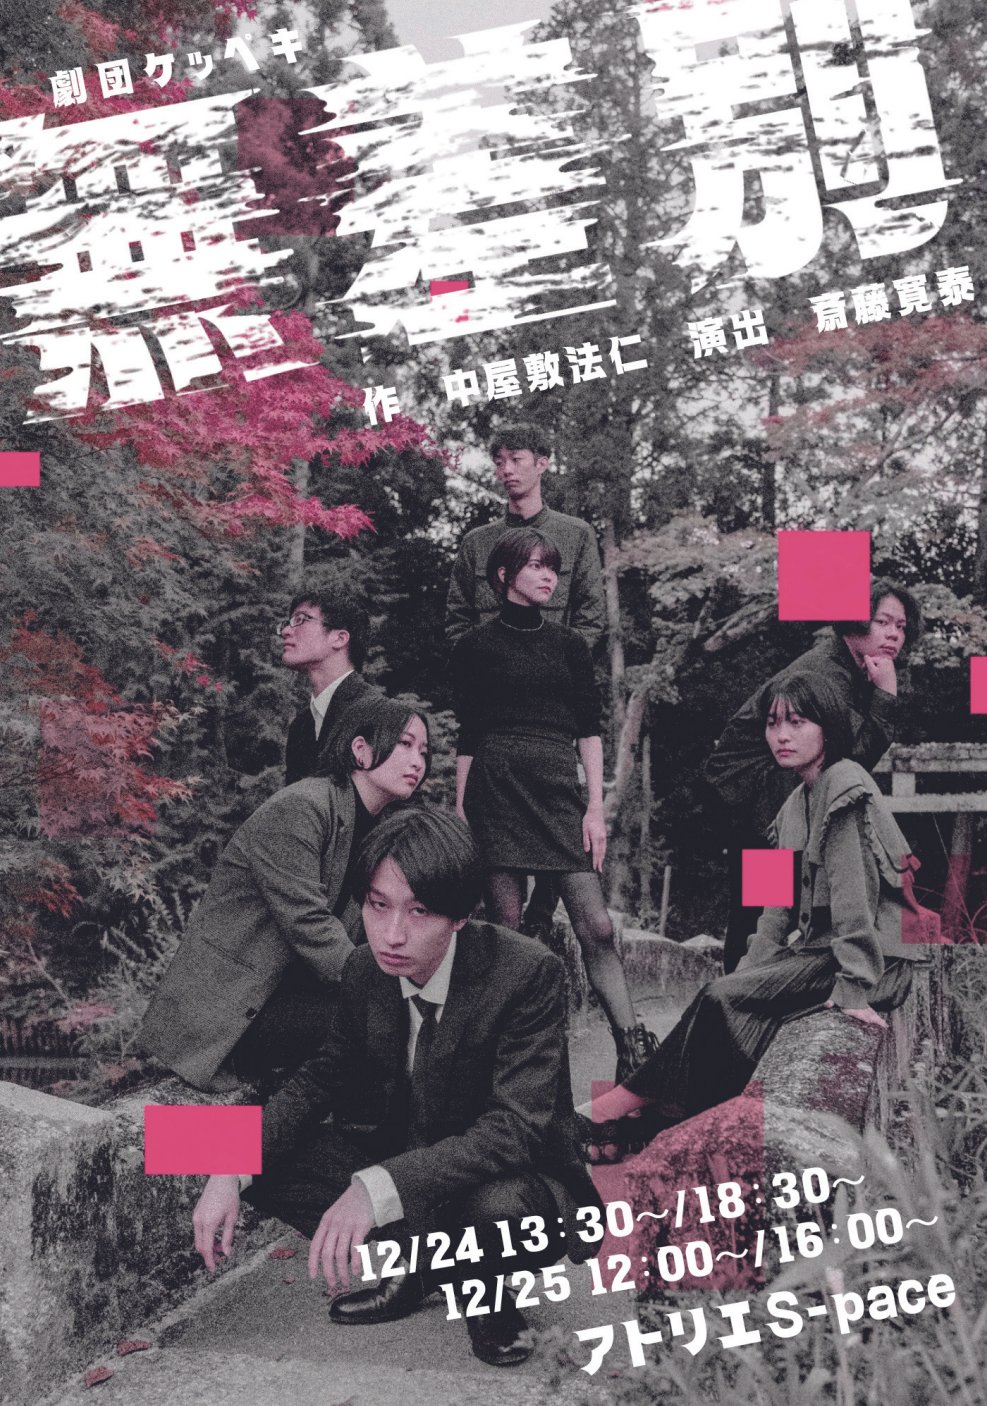 劇団ケッペキ
無差別
作 中屋敷法仁 演出 斎藤寛泰
12/24 13:30～/18:30～
12/25 12:00～/16:00～
アトリエS-pace